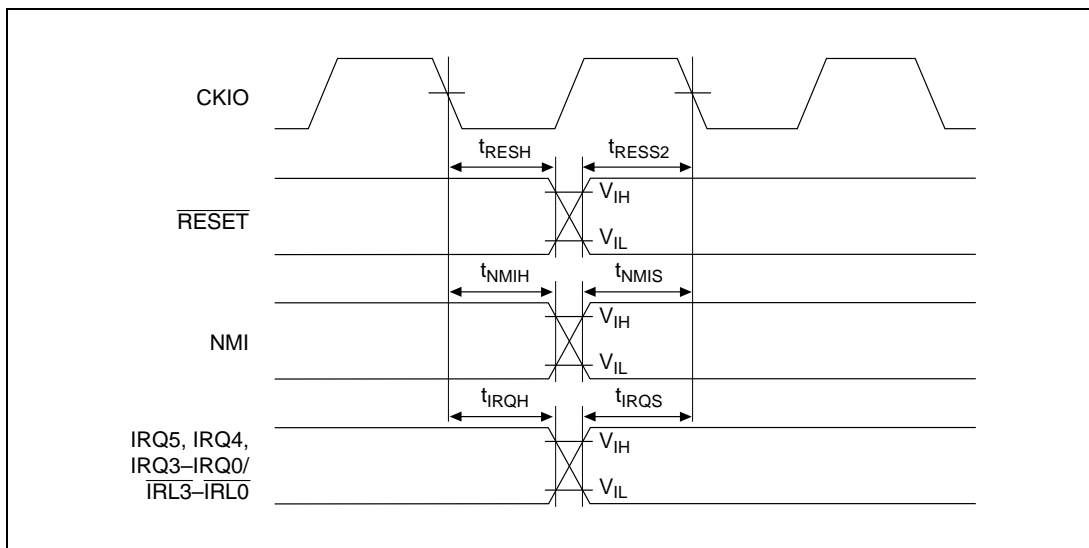 CKIO
tRESH
tRESS2
RESET
VIH
VIL
tNMIH
tNMIS
NMI
VIH
VIL
tIRQH
tIRQS
IRQ5, IRQ4,
IRQ3–IRQ0/
IRL3–IRL0
VIH
VIL